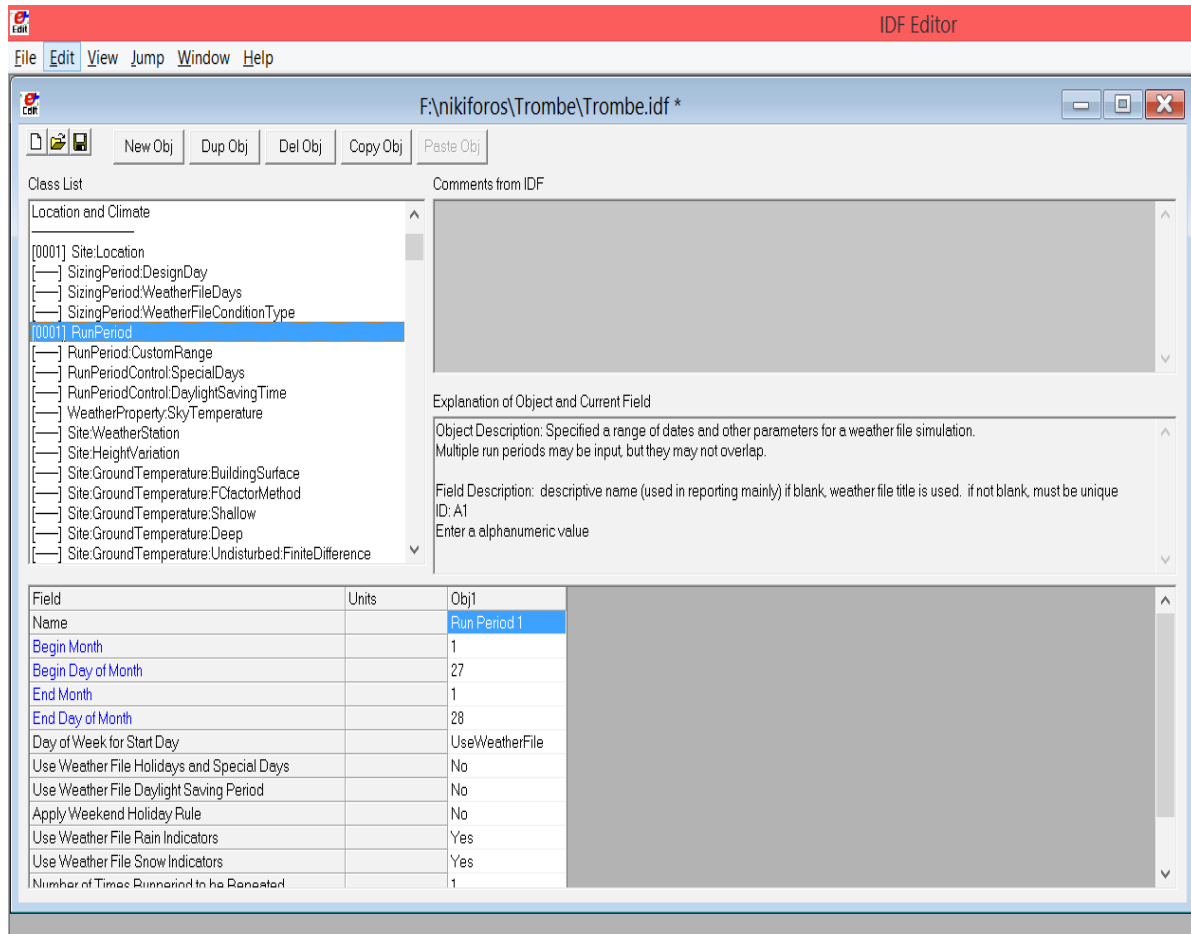 e+
Edit
IDF Editor
File Edit View Jump Window Help
e+
Edit
F:\nikiforos\Trombe\Trombe.idf *
New Obj Dup Obj Del Obj Copy Obj Paste Obj
Class List
Comments from IDF
Location and Climate
[0001] Site:Location
[——] SizingPeriod:DesignDay
[——] SizingPeriod:WeatherFileDays
[——] SizingPeriod:WeatherFileConditionType
[0001] RunPeriod
[——] RunPeriod:CustomRange
[——] RunPeriodControl:SpecialDays
[——] RunPeriodControl:DaylightSavingTime
[——] WeatherProperty:SkyTemperature
[——] Site:WeatherStation
[——] Site:HeightVariation
[——] Site:GroundTemperature:BuildingSurface
[——] Site:GroundTemperature:FCfactorMethod
[——] Site:GroundTemperature:Shallow
[——] Site:GroundTemperature:Deep
[——] Site:GroundTemperature:Undisturbed:FiniteDifference
Explanation of Object and Current Field
Object Description: Specified a range of dates and other parameters for a weather file simulation.
Multiple run periods may be input, but they may not overlap.
Field Description: descriptive name (used in reporting mainly) if blank, weather file title is used. if not blank, must be unique
ID: A1
Enter a alphanumeric value
Field Units Obj1
Name Run Period 1
Begin Month 1
Begin Day of Month 27
End Month 1
End Day of Month 28
Day of Week for Start Day UseWeatherFile
Use Weather File Holidays and Special Days No
Use Weather File Daylight Saving Period No
Apply Weekend Holiday Rule No
Use Weather File Rain Indicators Yes
Use Weather File Snow Indicators Yes
Number of Times Runperiod to be Repeated 1